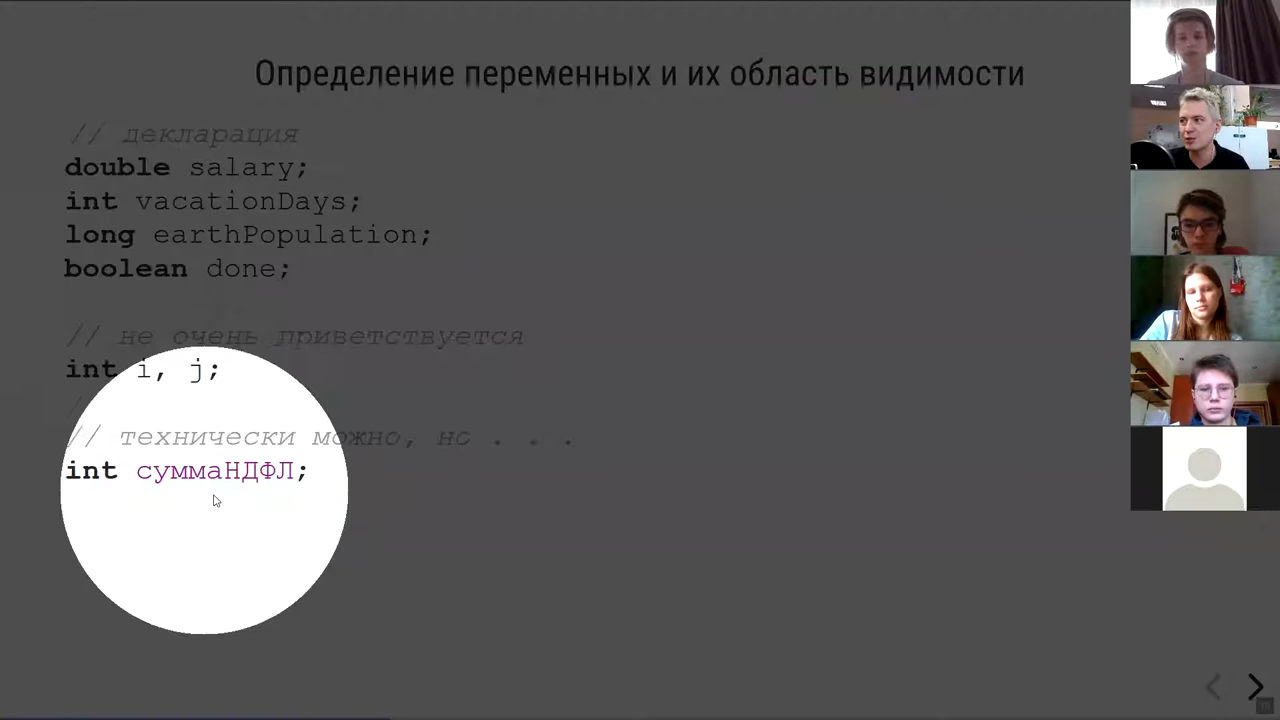 Определение переменных и их область видимости
// декларация
double salary;
int vacationDays;
long earthPopulation;
boolean done;
// не очень приветствуется
int i, j;
// технически можно, но . . .
int суммаНДФЛ;